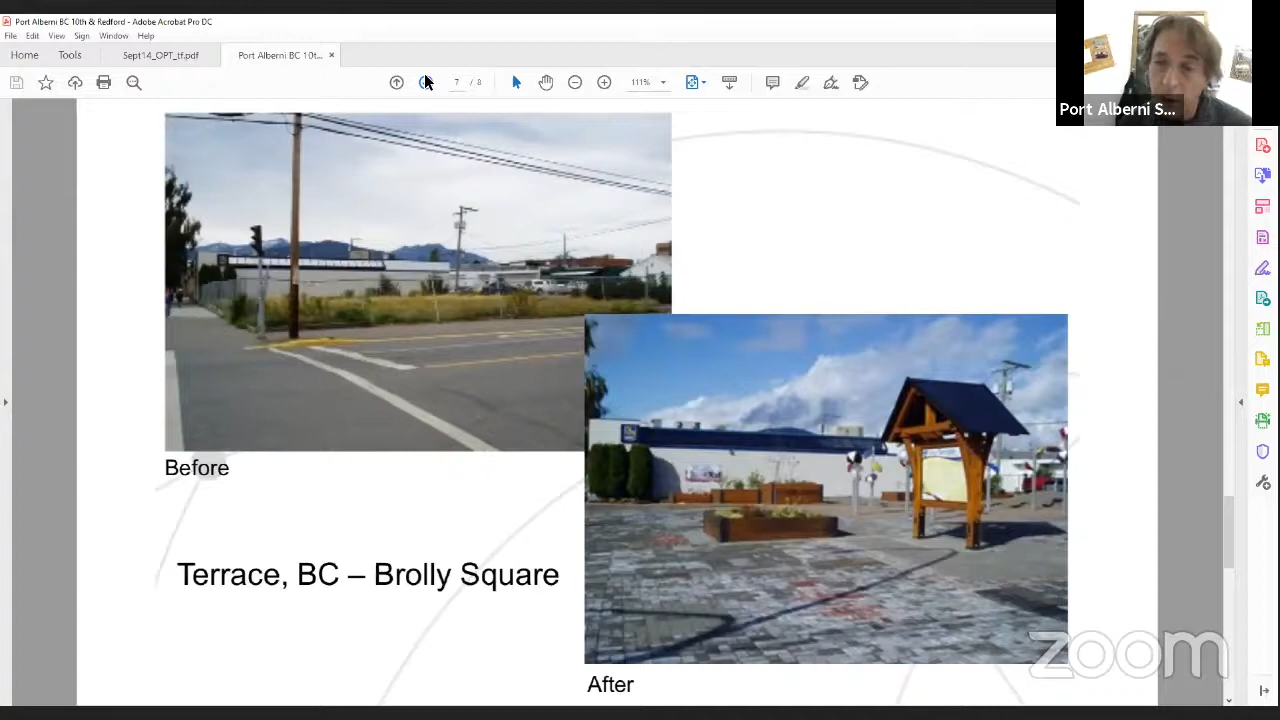 Port Alberni BC 10th & Redford - Adobe Acrobat Pro DC
File Edit View Sign Window Help
Home Tools Sept14_OPT_tf.pdf Port Alberni BC 10t... ×
7 / 8 111%
Port Alberni S...
Before
Terrace, BC – Brolly Square
After
zoom